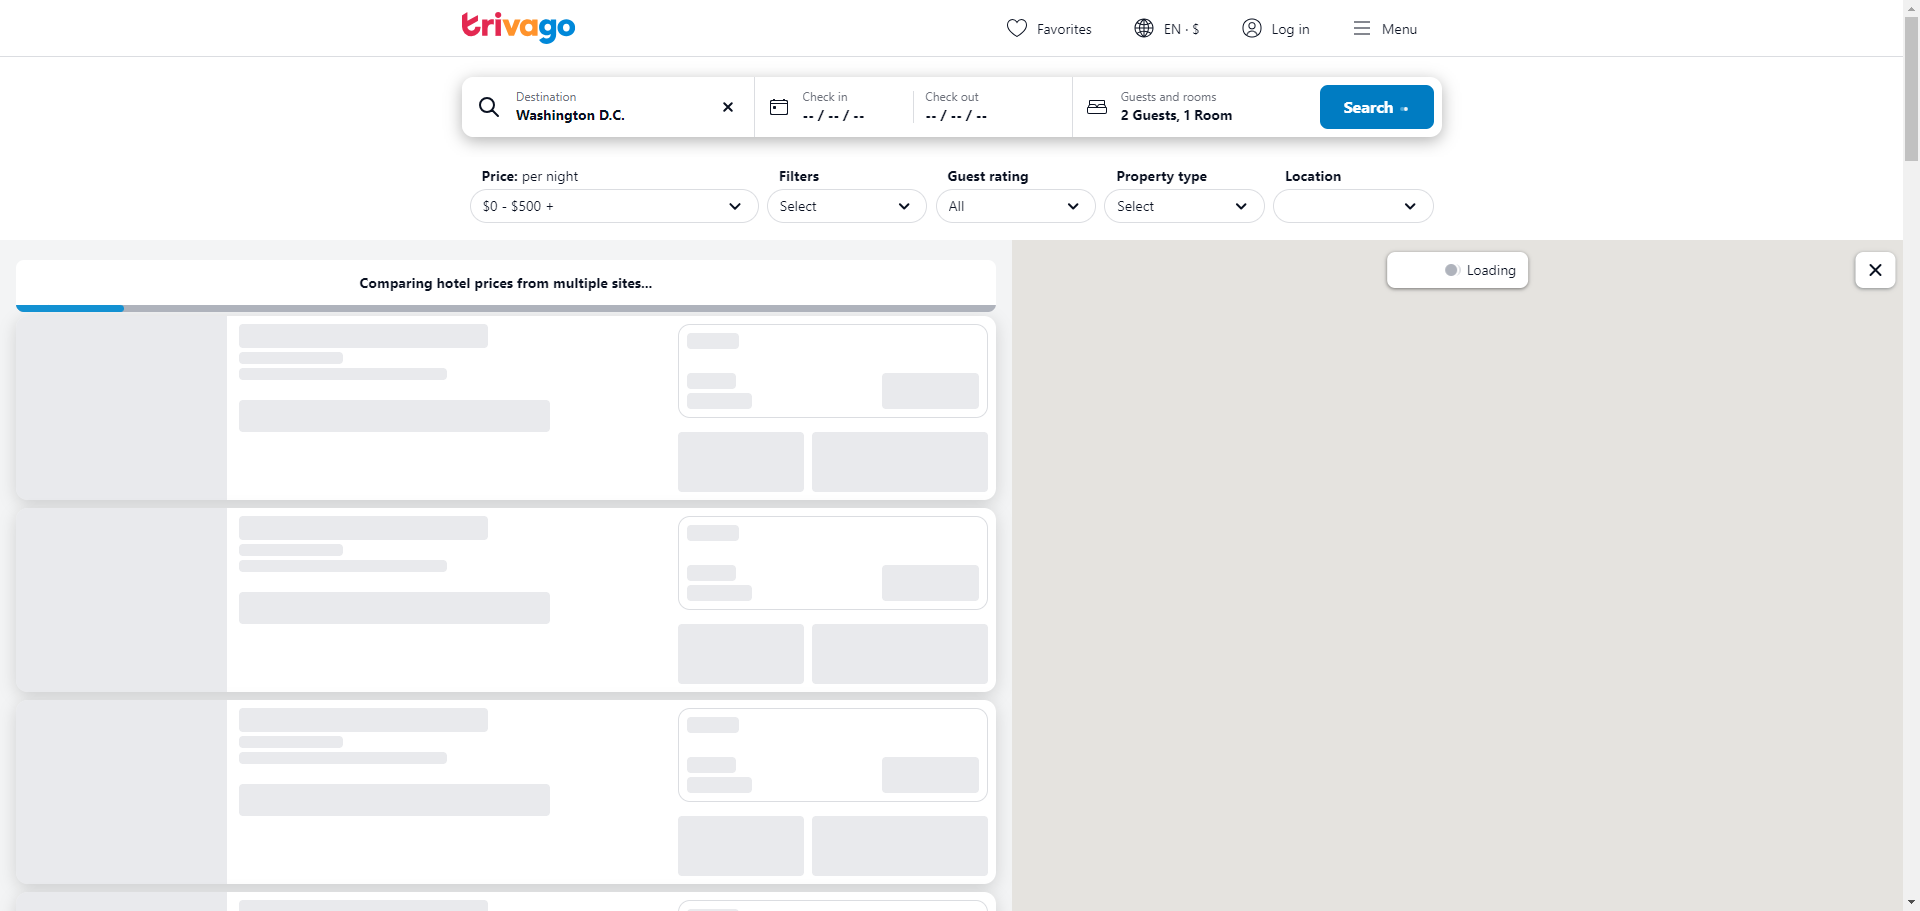 trivago
Favorites
EN · $
Log in
Menu
Destination
Washington D.C.
Check in
-- / -- / --
Check out
-- / -- / --
Guests and rooms
2 Guests, 1 Room
Search
Price: per night
$0 - $500 +
Filters
Select
Guest rating
All
Property type
Select
Location
Comparing hotel prices from multiple sites...
Loading